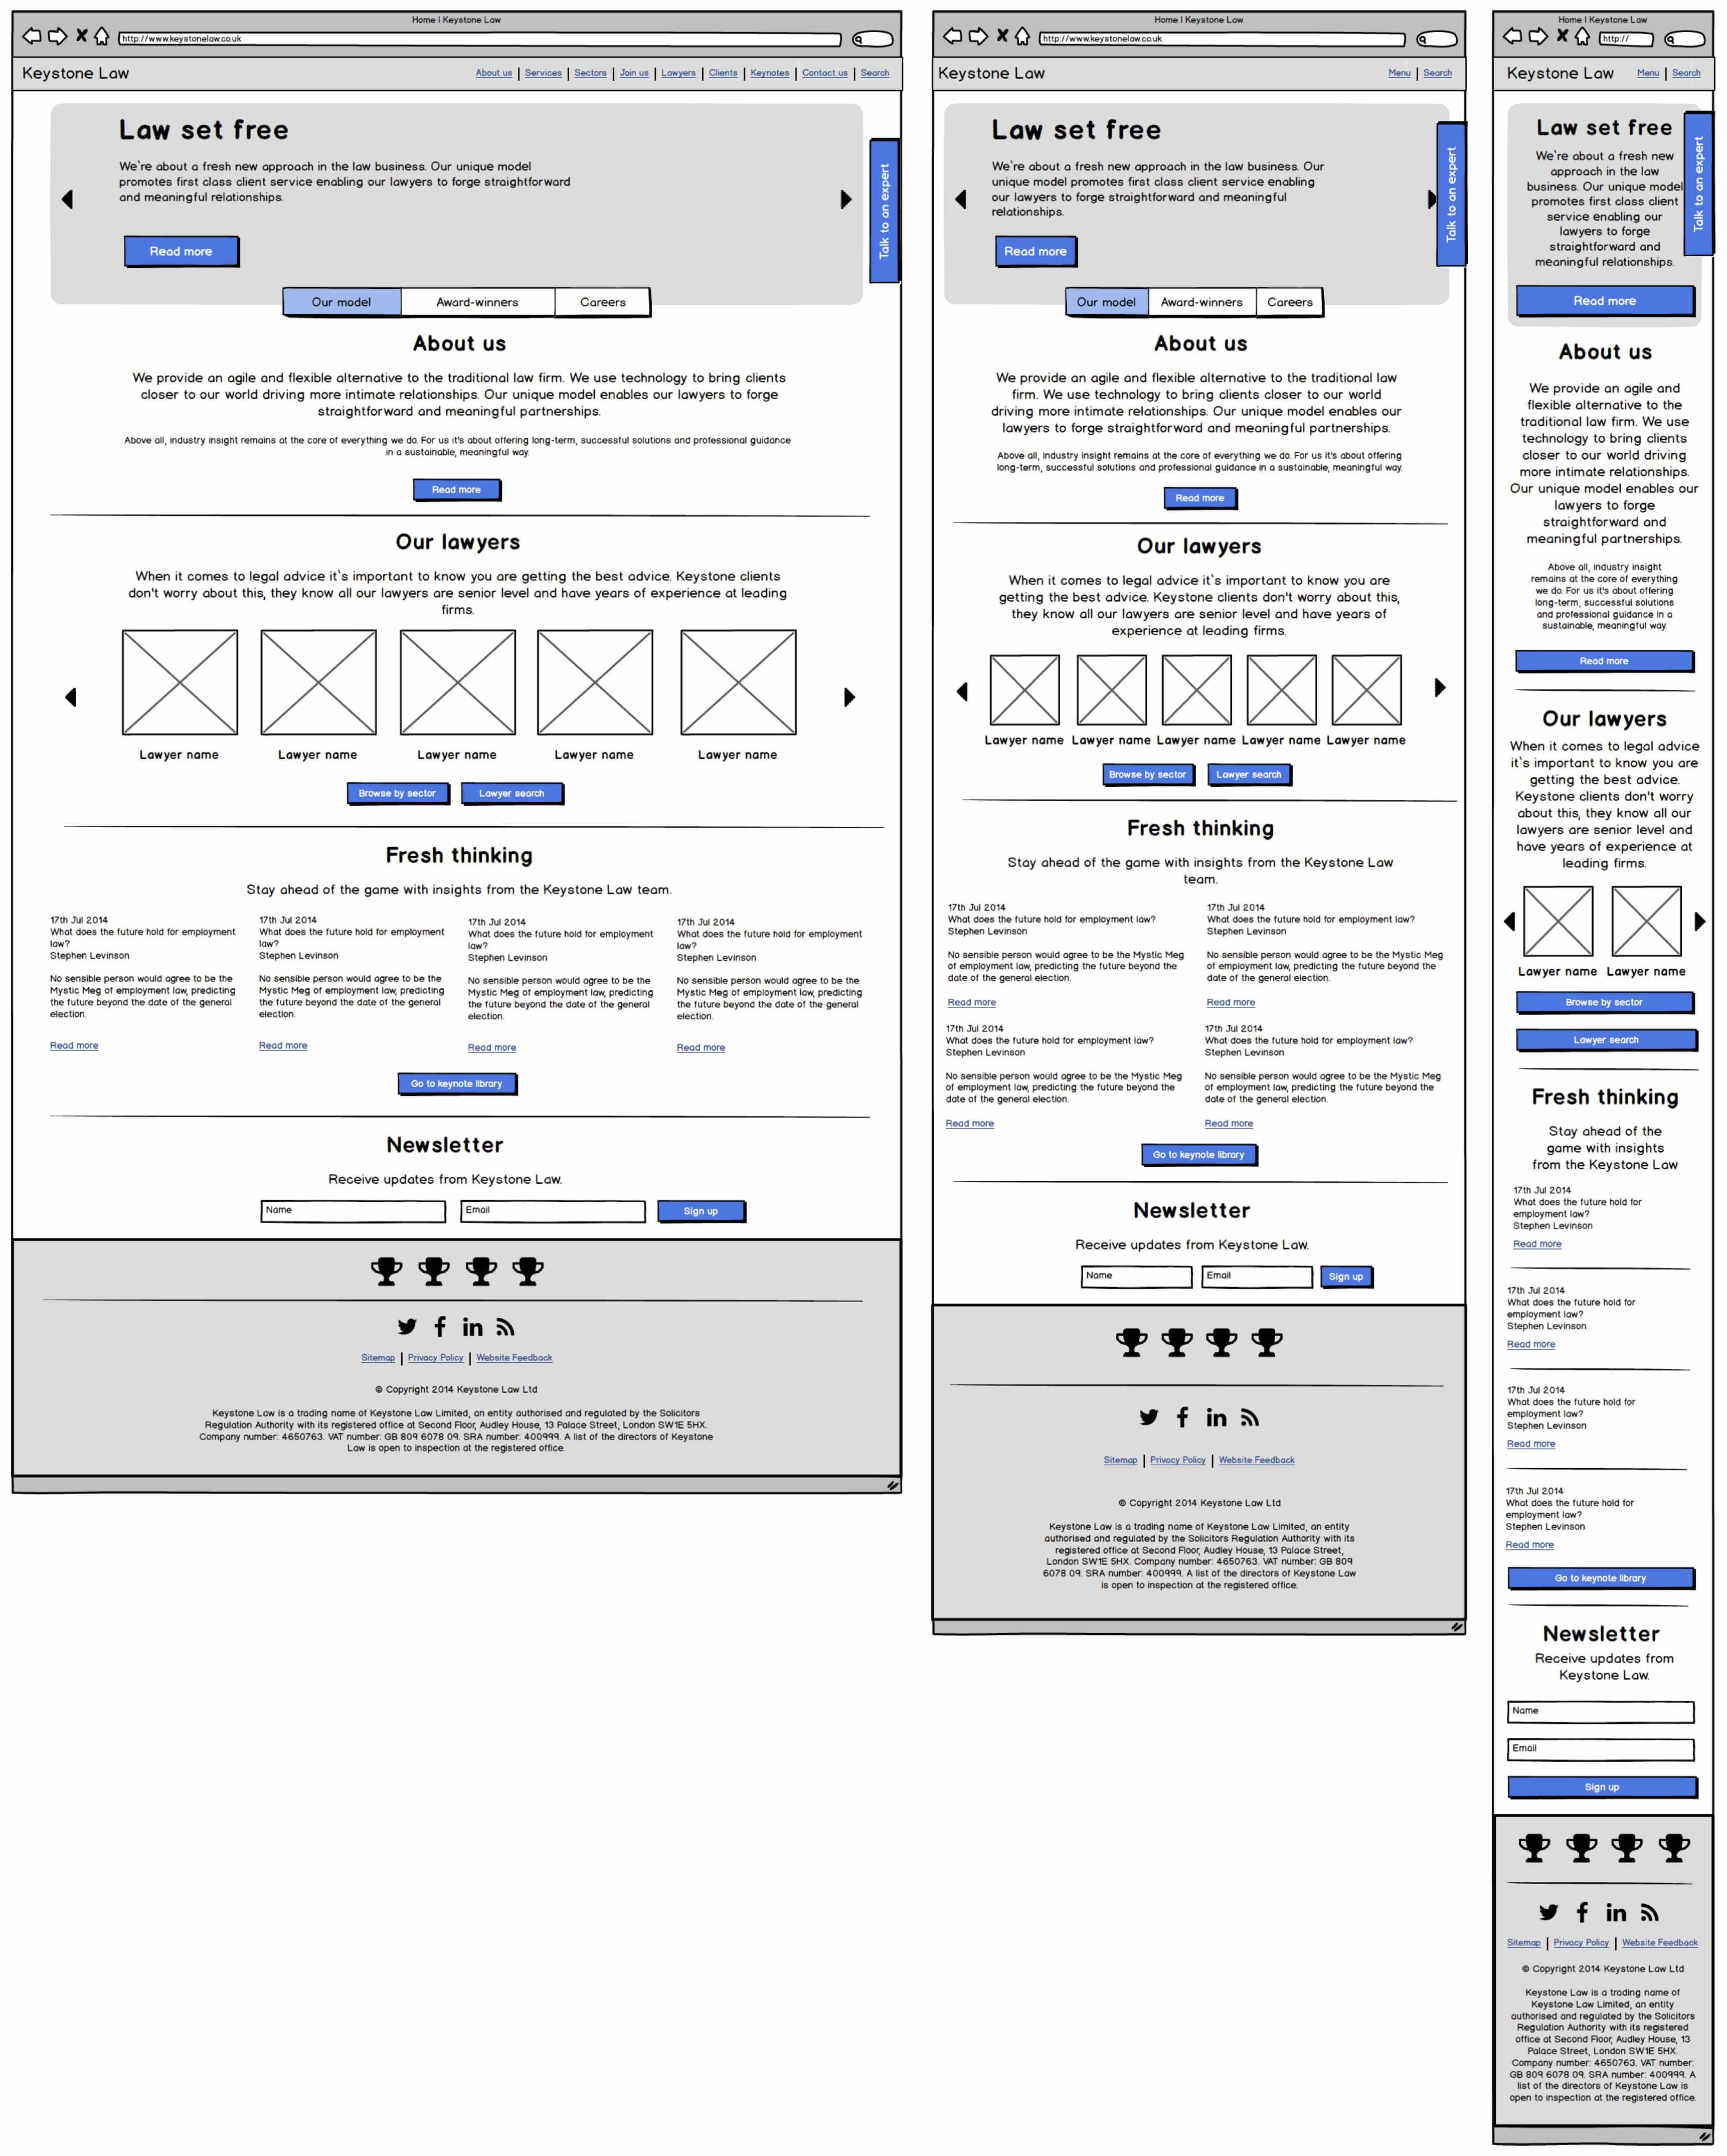 Home | Keystone Law
http://www.keystonelaw.co.uk
Keystone Law
About us | Services | Sectors | Join us | Lawyers | Clients | Keynotes | Contact us | Search
Law set free
We`re about a fresh new approach in the law business. Our unique model
promotes first class client service enabling our lawyers to forge straightforward
and meaningful relationships.
Talk to an expert
Read more
Our model
Award-winners
Careers
About us
We provide an agile and flexible alternative to the traditional law firm. We use technology to bring clients
closer to our world driving more intimate relationships. Our unique model enables our lawyers to forge
straightforward and meaningful partnerships.
Above all, industry insight remains at the core of everything we do. For us it's about offering long-term, successful solutions and professional guidance
in a sustainable, meaningful way.
Read more
Our lawyers
When it comes to legal advice it`s important to know you are getting the best advice. Keystone clients
don't worry about this, they know all our lawyers are senior level and have years of experience at leading
firms.
Lawyer name
Lawyer name
Lawyer name
Lawyer name
Lawyer name
Browse by sector
Lawyer search
Fresh thinking
Stay ahead of the game with insights from the Keystone Law team.
17th Jul 2014
What does the future hold for employment
law?
Stephen Levinson
No sensible person would agree to be the
Mystic Meg of employment law, predicting
the future beyond the date of the general
election.
Read more
17th Jul 2014
What does the future hold for employment
law?
Stephen Levinson
No sensible person would agree to be the
Mystic Meg of employment law, predicting
the future beyond the date of the general
election.
Read more
17th Jul 2014
What does the future hold for employment
law?
Stephen Levinson
No sensible person would agree to be the
Mystic Meg of employment law, predicting
the future beyond the date of the general
election.
Read more
17th Jul 2014
What does the future hold for employment
law?
Stephen Levinson
No sensible person would agree to be the
Mystic Meg of employment law, predicting
the future beyond the date of the general
election.
Read more
Go to keynote library
Newsletter
Receive updates from Keystone Law.
Name
Email
Sign up
Sitemap | Privacy Policy | Website Feedback
© Copyright 2014 Keystone Law Ltd
Keystone Law is a trading name of Keystone Law Limited, an entity authorised and regulated by the Solicitors
Regulation Authority with its registered office at Second Floor, Audley House, 13 Palace Street, London SW1E 5HX.
Company number: 4650763. VAT number: GB 809 6078 09. SRA number: 400999. A list of the directors of Keystone
Law is open to inspection at the registered office.
Home | Keystone Law
http://www.keystonelaw.co.uk
Keystone Law
Menu | Search
Law set free
We`re about a fresh new approach in the law business. Our
unique model promotes first class client service enabling
our lawyers to forge straightforward and meaningful
relationships.
Talk to an expert
Read more
Our model
Award-winners
Careers
About us
We provide an agile and flexible alternative to the traditional law
firm. We use technology to bring clients closer to our world
driving more intimate relationships. Our unique model enables our
lawyers to forge straightforward and meaningful partnerships.
Above all, industry insight remains at the core of everything we do. For us it's about offering
long-term, successful solutions and professional guidance in a sustainable, meaningful way.
Read more
Our lawyers
When it comes to legal advice it`s important to know you are
getting the best advice. Keystone clients don't worry about this,
they know all our lawyers are senior level and have years of
experience at leading firms.
Lawyer name
Lawyer name
Lawyer name
Lawyer name
Lawyer name
Browse by sector
Lawyer search
Fresh thinking
Stay ahead of the game with insights from the Keystone Law
team.
17th Jul 2014
What does the future hold for employment law?
Stephen Levinson
No sensible person would agree to be the Mystic Meg
of employment law, predicting the future beyond the
date of the general election.
Read more
17th Jul 2014
What does the future hold for employment law?
Stephen Levinson
No sensible person would agree to be the Mystic Meg
of employment law, predicting the future beyond the
date of the general election.
Read more
17th Jul 2014
What does the future hold for employment law?
Stephen Levinson
No sensible person would agree to be the Mystic Meg
of employment law, predicting the future beyond the
date of the general election.
Read more
17th Jul 2014
What does the future hold for employment law?
Stephen Levinson
No sensible person would agree to be the Mystic Meg
of employment law, predicting the future beyond the
date of the general election.
Read more
Go to keynote library
Newsletter
Receive updates from Keystone Law.
Name
Email
Sign up
Sitemap | Privacy Policy | Website Feedback
© Copyright 2014 Keystone Law Ltd
Keystone Law is a trading name of Keystone Law Limited, an entity
authorised and regulated by the Solicitors Regulation Authority with its
registered office at Second Floor, Audley House, 13 Palace Street,
London SW1E 5HX. Company number: 4650763. VAT number: GB 809
6078 09. SRA number: 400999. A list of the directors of Keystone Law
is open to inspection at the registered office.
Home | Keystone Law
http://
Keystone Law
Menu | Search
Law set free
We`re about a fresh new
approach in the law
business. Our unique model
promotes first class client
service enabling our
lawyers to forge
straightforward and
meaningful relationships.
Talk to an expert
Read more
About us
We provide an agile and
flexible alternative to the
traditional law firm. We use
technology to bring clients
closer to our world driving
more intimate relationships.
Our unique model enables our
lawyers to forge
straightforward and
meaningful partnerships.
Above all, industry insight
remains at the core of everything
we do. For us it's about offering
long-term, successful solutions
and professional guidance in a
sustainable, meaningful way.
Read more
Our lawyers
When it comes to legal advice
it`s important to know you are
getting the best advice.
Keystone clients don't worry
about this, they know all our
lawyers are senior level and
have years of experience at
leading firms.
Lawyer name
Lawyer name
Browse by sector
Lawyer search
Fresh thinking
Stay ahead of the
game with insights
from the Keystone Law
17th Jul 2014
What does the future hold for
employment law?
Stephen Levinson
Read more
17th Jul 2014
What does the future hold for
employment law?
Stephen Levinson
Read more
17th Jul 2014
What does the future hold for
employment law?
Stephen Levinson
Read more
17th Jul 2014
What does the future hold for
employment law?
Stephen Levinson
Read more
Go to keynote library
Newsletter
Receive updates from
Keystone Law.
Name
Email
Sign up
Sitemap | Privacy Policy | Website Feedback
© Copyright 2014 Keystone Law Ltd
Keystone Law is a trading name of
Keystone Law Limited, an entity
authorised and regulated by the Solicitors
Regulation Authority with its registered
office at Second Floor, Audley House, 13
Palace Street, London SW1E 5HX.
Company number: 4650763. VAT number:
GB 809 6078 09. SRA number: 400999. A
list of the directors of Keystone Law is
open to inspection at the registered office.